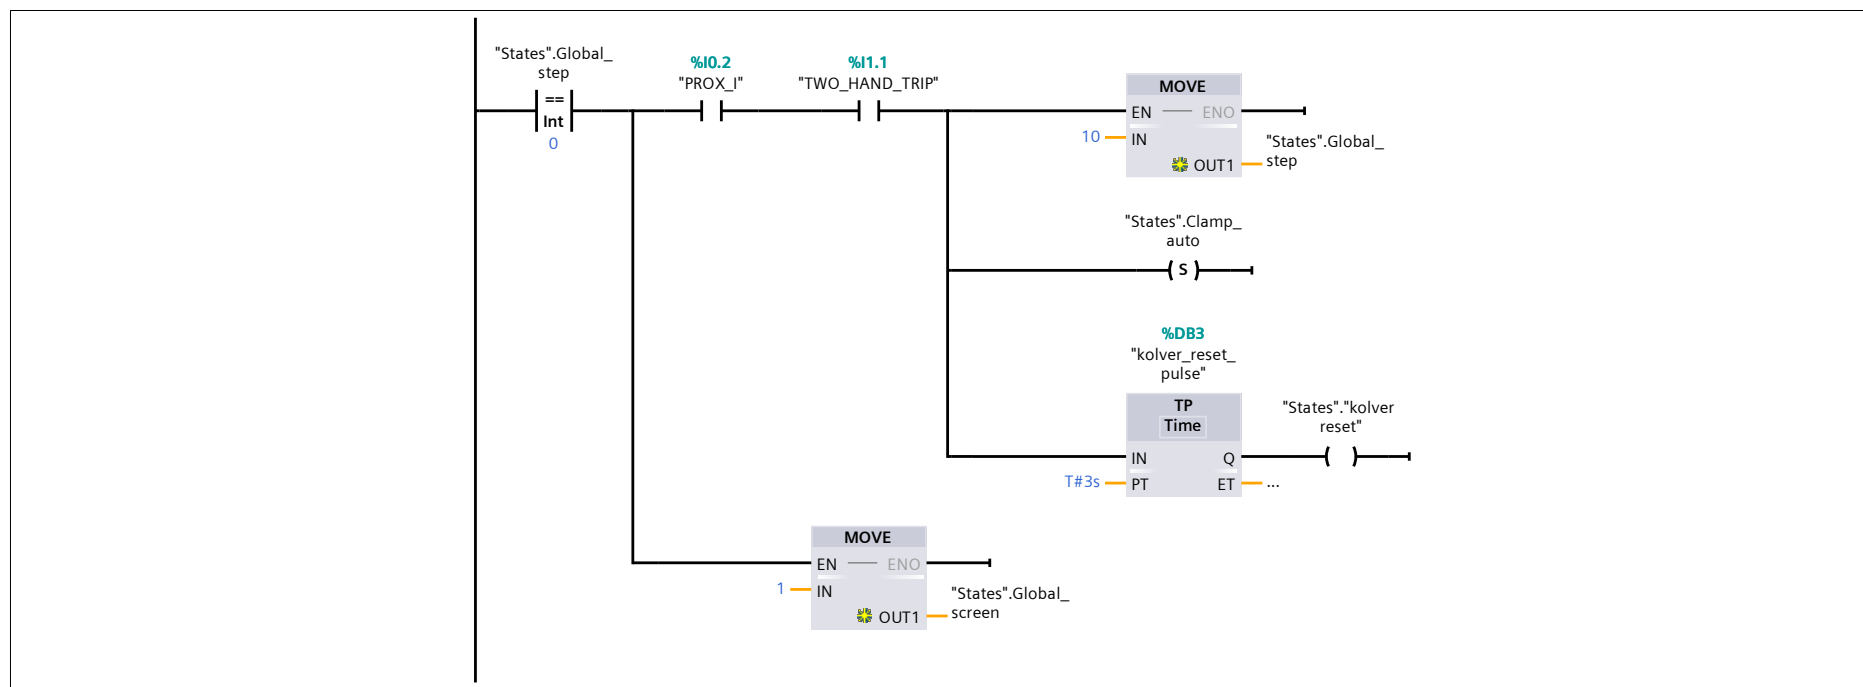 "States".Global_
step
==
Int
0
%I0.2
"PROX_I"
%I1.1
"TWO_HAND_TRIP"
MOVE
EN ENO
10 IN
OUT1
"States".Global_
step
"States".Clamp_
auto
S
%DB3
"kolver_reset_
pulse"
TP
Time
IN Q
T#3s PT ET ...
"States"."kolver
reset"
MOVE
EN ENO
1 IN
OUT1
"States".Global_
screen